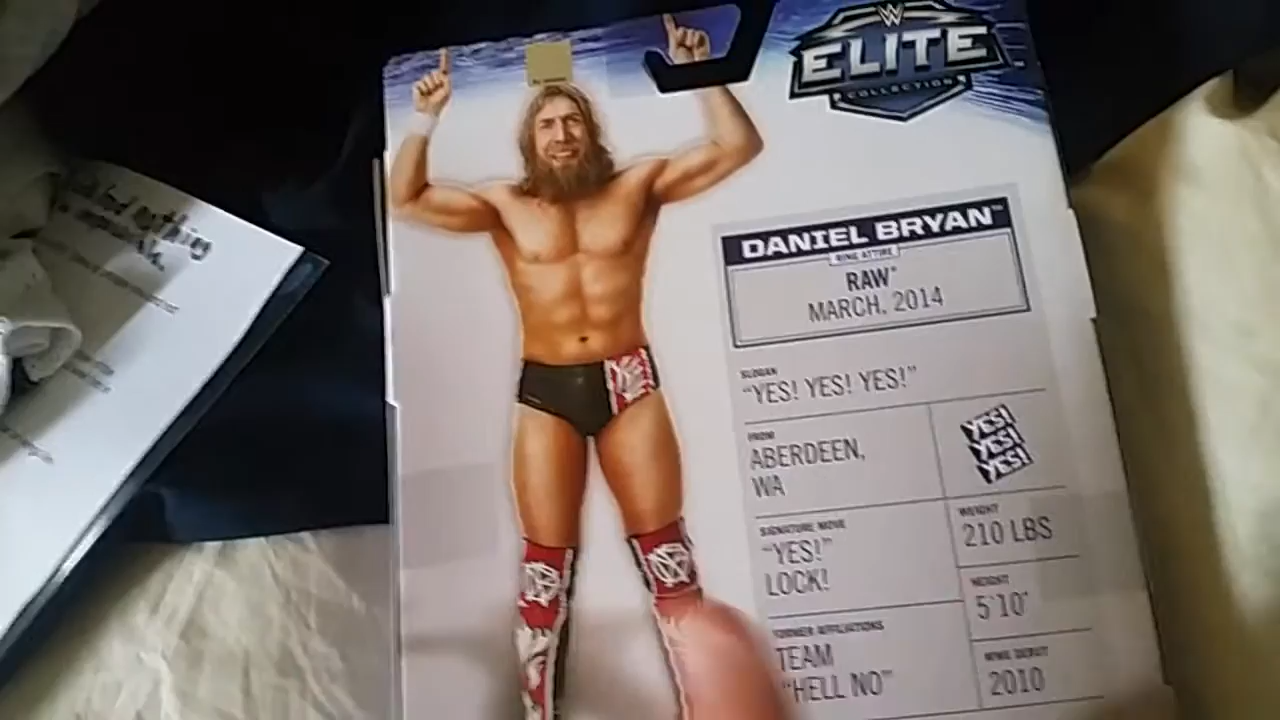 W
ELITE
COLLECTION
DANIEL BRYAN™
RING ATTIRE
RAW®
MARCH, 2014
SLOGAN
"YES! YES! YES!"
FROM
ABERDEEN,
WA
YES!
YES!
YES!
SIGNATURE MOVE
"YES!"
LOCK!
WEIGHT
210 LBS
HEIGHT
5'10"
FORMER AFFILIATIONS
TEAM
"HELL NO"
RING DEBUT
2010